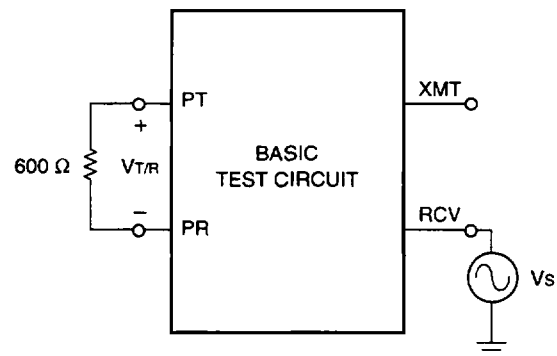 PT
XMT
+
600 Ω
VT/R
BASIC
TEST CIRCUIT
−
PR
RCV
Vs